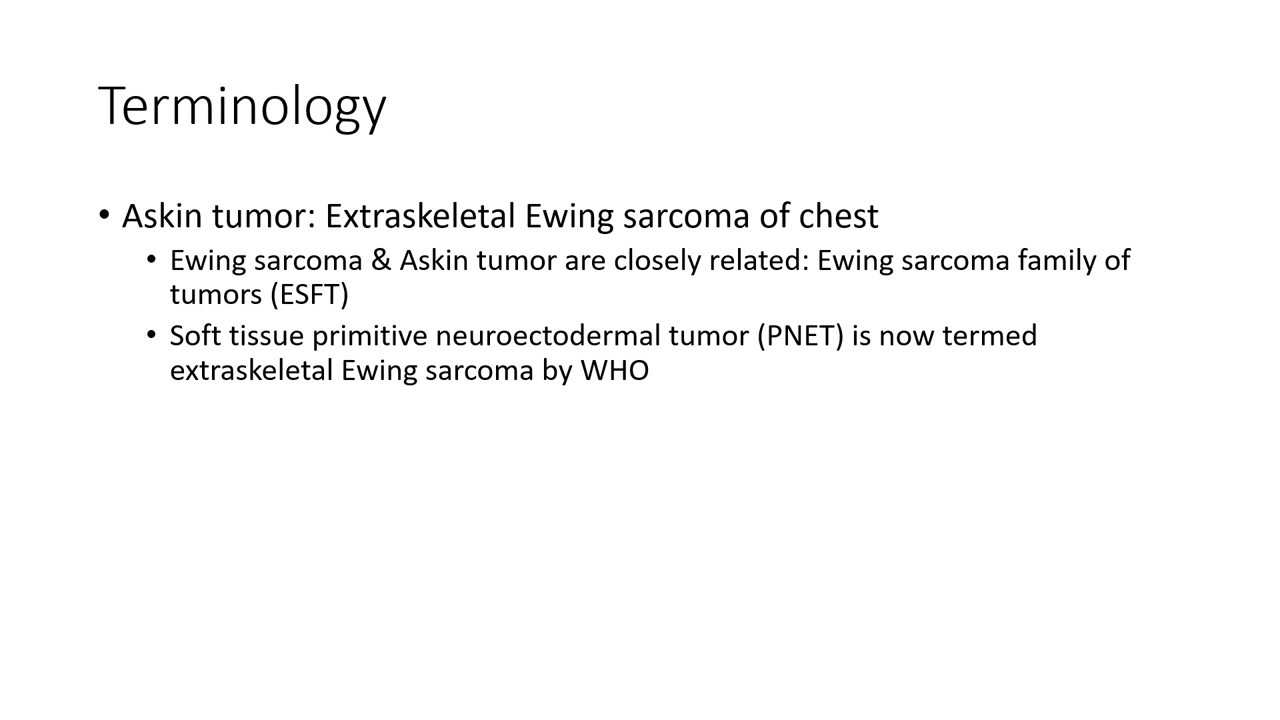 Terminology
• Askin tumor: Extraskeletal Ewing sarcoma of chest
• Ewing sarcoma & Askin tumor are closely related: Ewing sarcoma family of
tumors (ESFT)
• Soft tissue primitive neuroectodermal tumor (PNET) is now termed
extraskeletal Ewing sarcoma by WHO